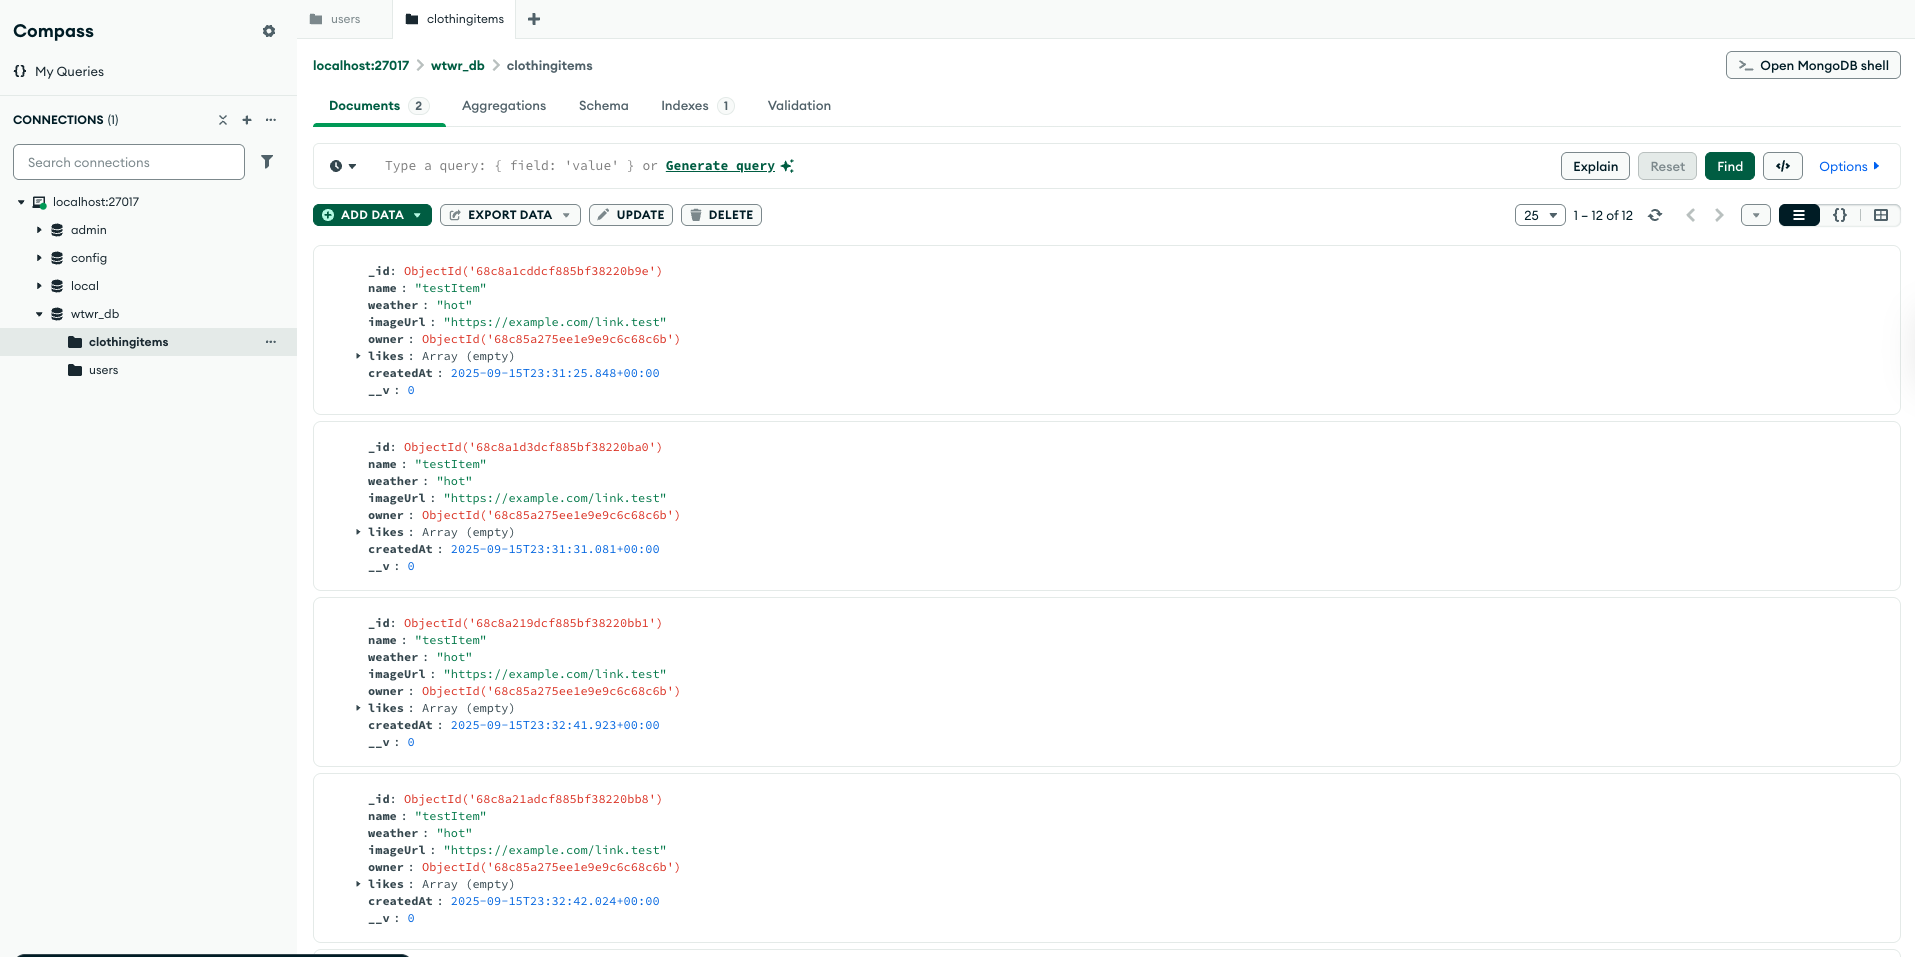 Compass
My Queries
CONNECTIONS (1)
Search connections
localhost:27017
admin
config
local
wtwr_db
clothingitems
users
users
clothingitems
localhost:27017 > wtwr_db > clothingitems
Open MongoDB shell
Documents 2 Aggregations Schema Indexes 1 Validation
Type a query: { field: 'value' } or Generate query
Explain Reset Find Options
ADD DATA EXPORT DATA UPDATE DELETE
25 1 – 12 of 12
_id: ObjectId('68c8a1cddcf885bf38220b9e')
name : "testItem"
weather : "hot"
imageUrl : "https://example.com/link.test"
owner : ObjectId('68c85a275ee1e9e9c6c68c6b')
likes : Array (empty)
createdAt : 2025-09-15T23:31:25.848+00:00
__v : 0
_id: ObjectId('68c8a1d3dcf885bf38220ba0')
name : "testItem"
weather : "hot"
imageUrl : "https://example.com/link.test"
owner : ObjectId('68c85a275ee1e9e9c6c68c6b')
likes : Array (empty)
createdAt : 2025-09-15T23:31:31.081+00:00
__v : 0
_id: ObjectId('68c8a219dcf885bf38220bb1')
name : "testItem"
weather : "hot"
imageUrl : "https://example.com/link.test"
owner : ObjectId('68c85a275ee1e9e9c6c68c6b')
likes : Array (empty)
createdAt : 2025-09-15T23:32:41.923+00:00
__v : 0
_id: ObjectId('68c8a21adcf885bf38220bb8')
name : "testItem"
weather : "hot"
imageUrl : "https://example.com/link.test"
owner : ObjectId('68c85a275ee1e9e9c6c68c6b')
likes : Array (empty)
createdAt : 2025-09-15T23:32:42.024+00:00
__v : 0